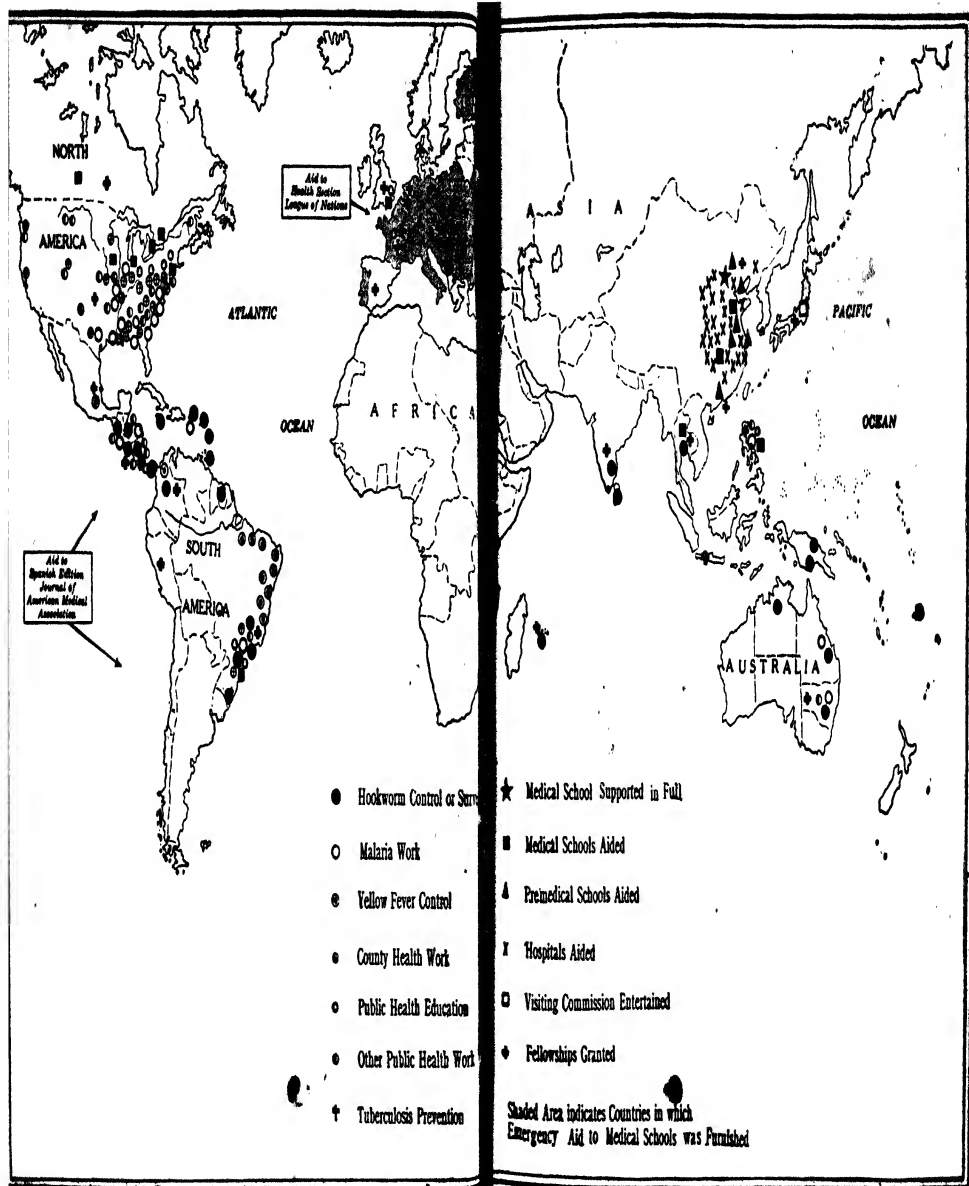 NORTH
AMERICA
Aid to
Health Section
League of Nations
ATLANTIC
OCEAN
AFRICA
SOUTH
AMERICA
Aid to
Spanish Edition
Journal of
American Medical
Association
ASIA
PACIFIC
OCEAN
AUSTRALIA
Hookworm Control or Surve
Malaria Work
Yellow Fever Control
County Health Work
Public Health Education
Other Public Health Work
Tuberculosis Prevention
Medical School Supported in Full
Medical Schools Aided
Premedical Schools Aided
Hospitals Aided
Visiting Commission Entertained
Fellowships Granted
Shaded Area indicates Countries in which
Emergency Aid to Medical Schools was Furnished